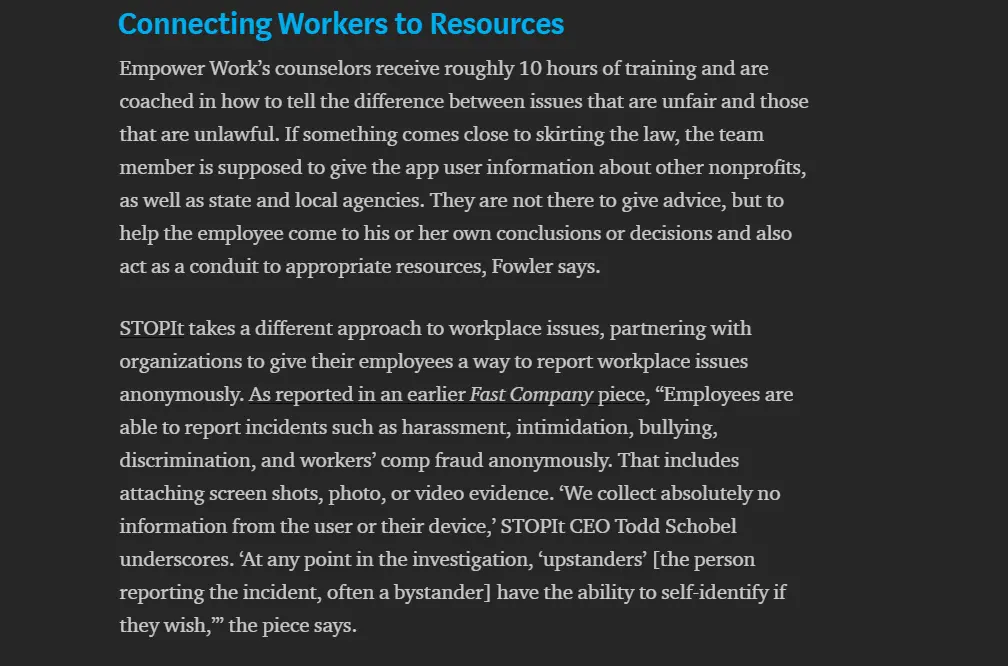 Connecting Workers to Resources
Empower Work’s counselors receive roughly 10 hours of training and are
coached in how to tell the difference between issues that are unfair and those
that are unlawful. If something comes close to skirting the law, the team
member is supposed to give the app user information about other nonprofits,
as well as state and local agencies. They are not there to give advice, but to
help the employee come to his or her own conclusions or decisions and also
act as a conduit to appropriate resources, Fowler says.
STOPIt takes a different approach to workplace issues, partnering with
organizations to give their employees a way to report workplace issues
anonymously. As reported in an earlier Fast Company piece, “Employees are
able to report incidents such as harassment, intimidation, bullying,
discrimination, and workers’ comp fraud anonymously. That includes
attaching screen shots, photo, or video evidence. ‘We collect absolutely no
information from the user or their device,’ STOPIt CEO Todd Schobel
underscores. ‘At any point in the investigation, ‘upstanders’ [the person
reporting the incident, often a bystander] have the ability to self-identify if
they wish,’” the piece says.